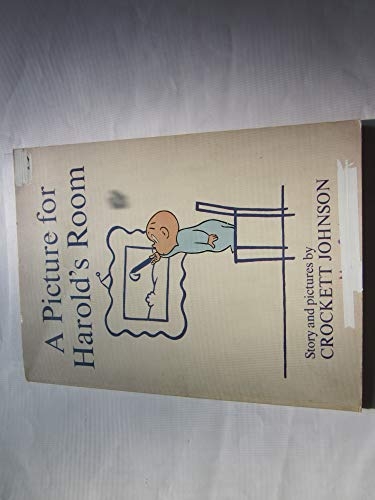 A Picture for
Harold's Room
Story and pictures by
CROCKETT JOHNSON